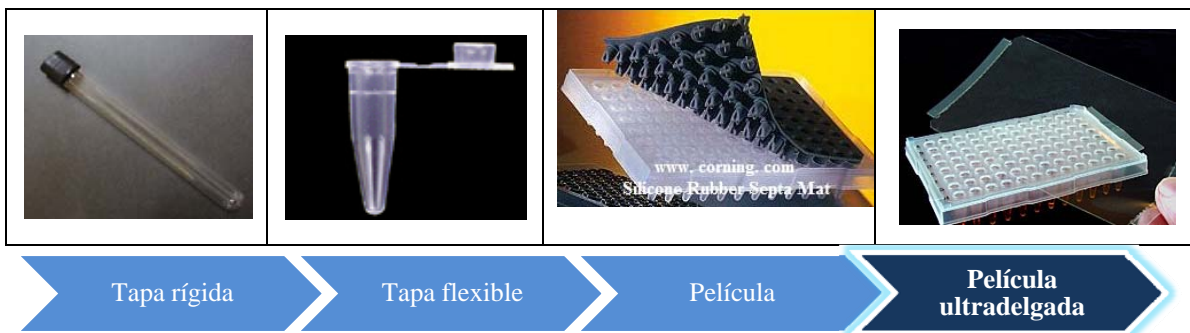 www. corning. com
Silicone Rubber Septa Mat
Tapa rígida
Tapa flexible
Película
Película
ultradelgada